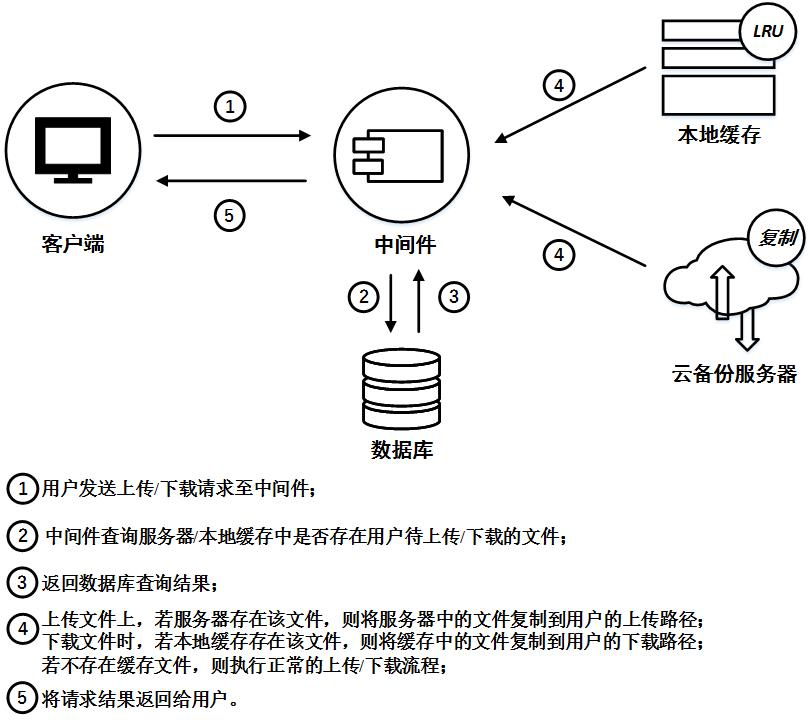 LRU
④
①
本地缓存
复制
⑤
客户端
中间件
④
②
③
云备份服务器
数据库
① 用户发送上传/下载请求至中间件；
② 中间件查询服务器/本地缓存中是否存在用户待上传/下载的文件；
③ 返回数据库查询结果；
④ 上传文件上，若服务器存在该文件，则将服务器中的文件复制到用户的上传路径；
下载文件时，若本地缓存存在该文件，则将缓存中的文件复制到用户的下载路径；
若不存在缓存文件，则执行正常的上传/下载流程；
⑤ 将请求结果返回给用户。